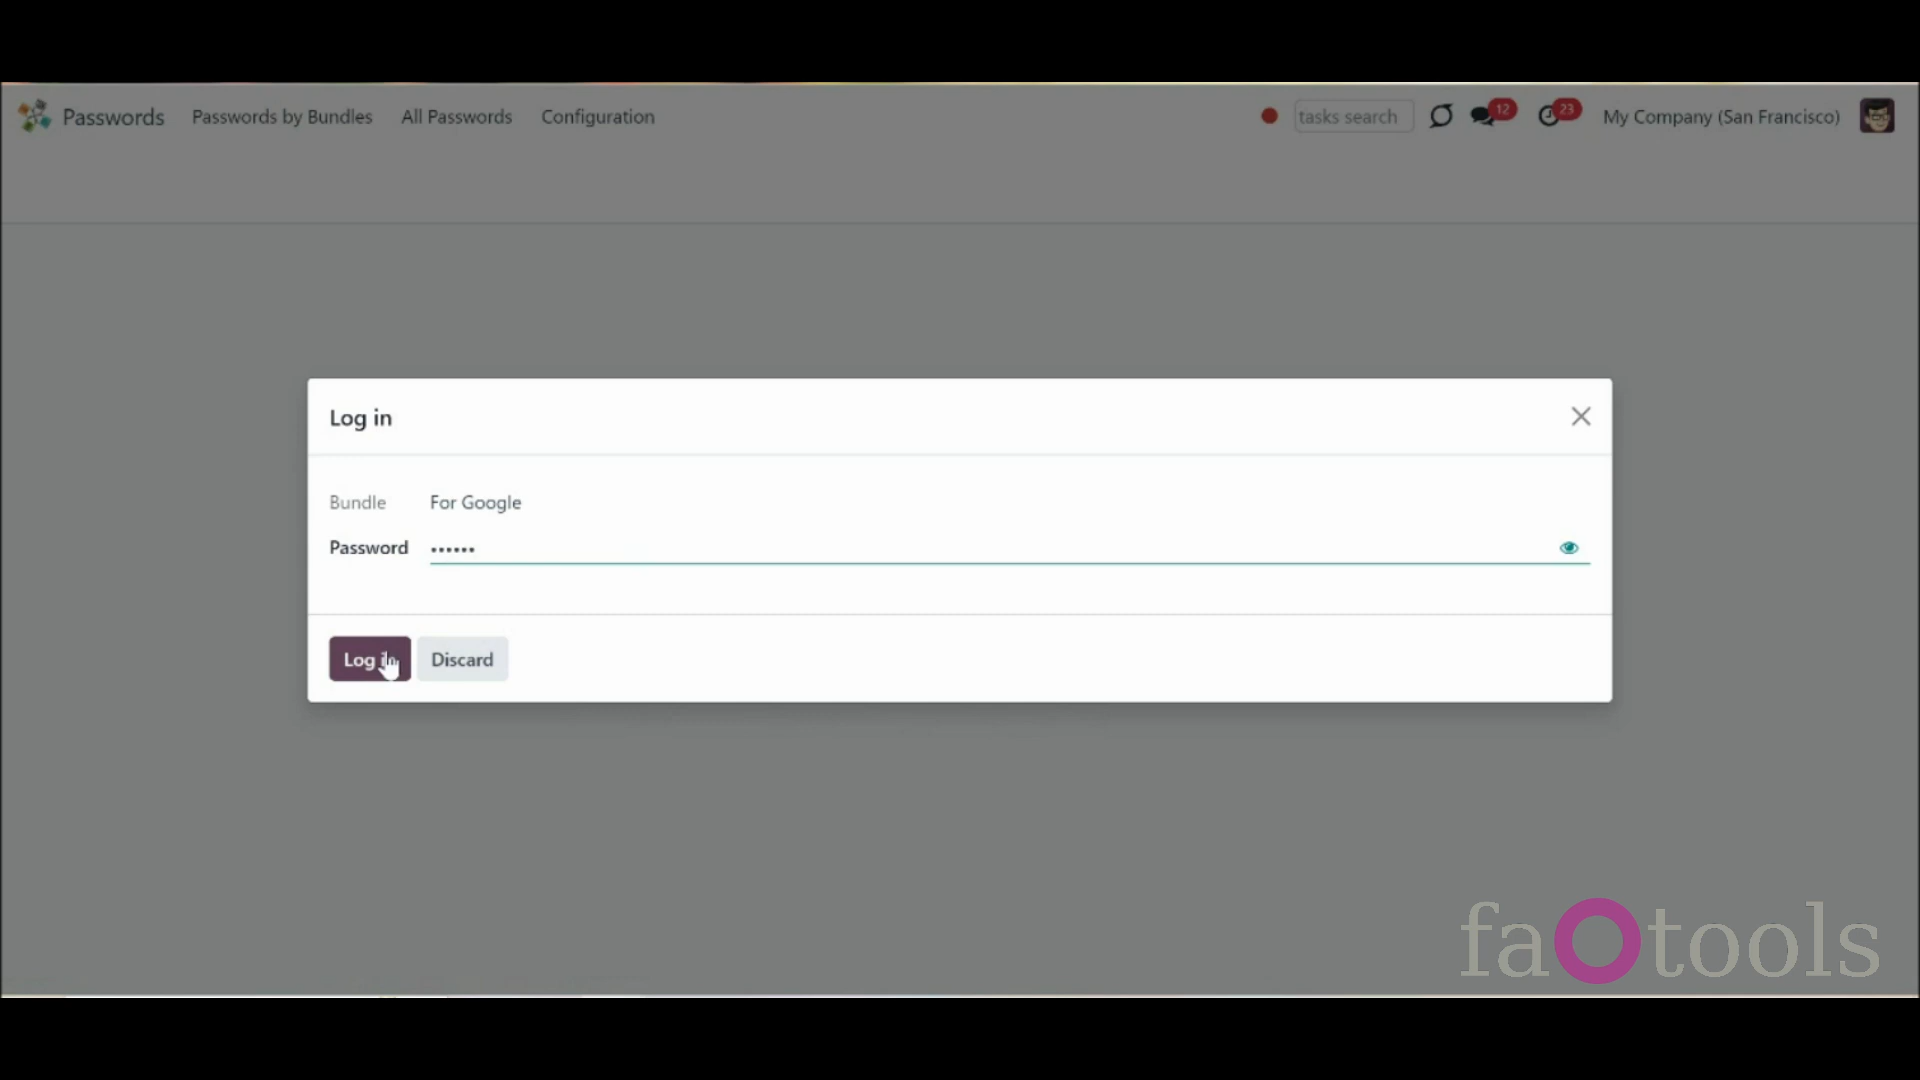 Passwords Passwords by Bundles All Passwords Configuration tasks search 12 23 My Company (San Francisco)
Log in
Bundle For Google
Password ••••••
Log in Discard
faOtools